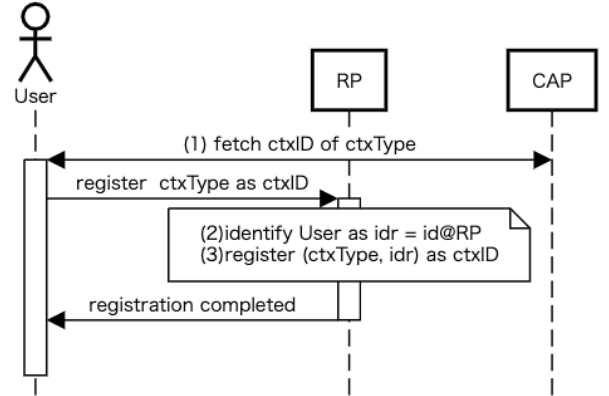 User
RP
CAP
(1) fetch ctxID of ctxType
register ctxType as ctxID
(2)identify User as idr = id@RP
(3)register (ctxType, idr) as ctxID
registration completed